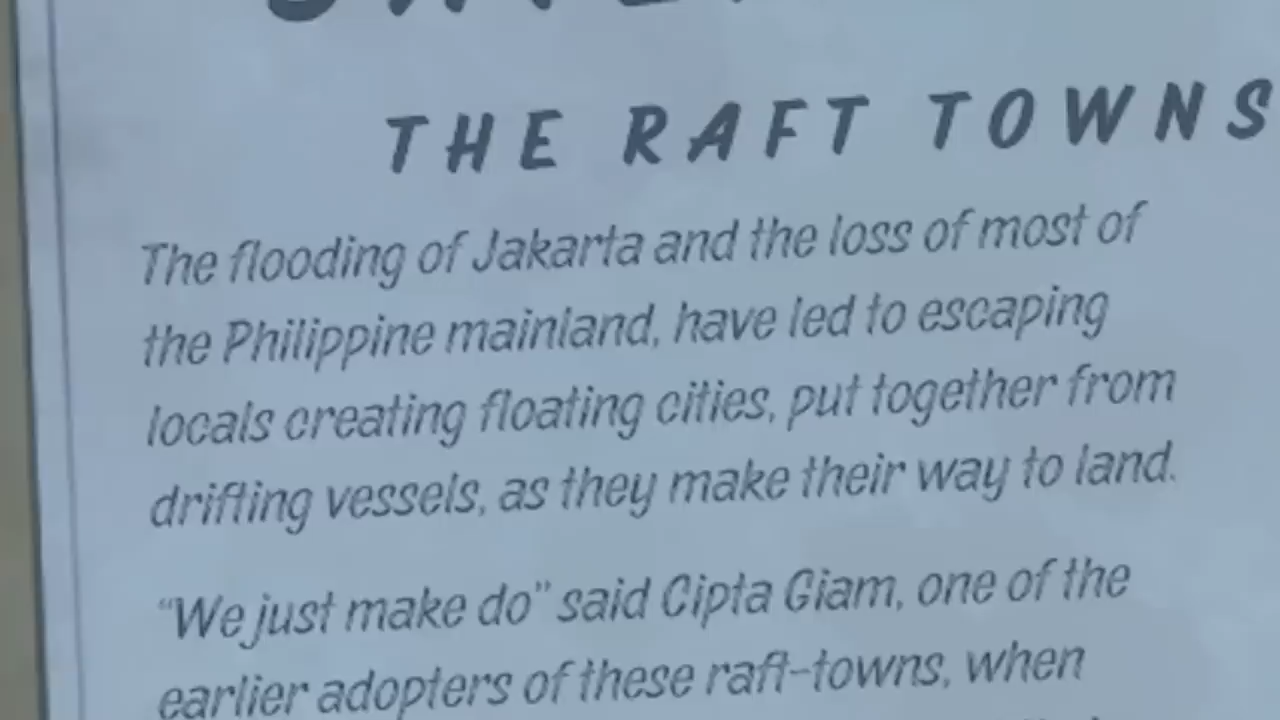 THE RAFT TOWNS
The flooding of Jakarta and the loss of most of
the Philippine mainland, have led to escaping
locals creating floating cities, put together from
drifting vessels, as they make their way to land.
“We just make do” said Cipta Giam, one of the
earlier adopters of these raft-towns, when